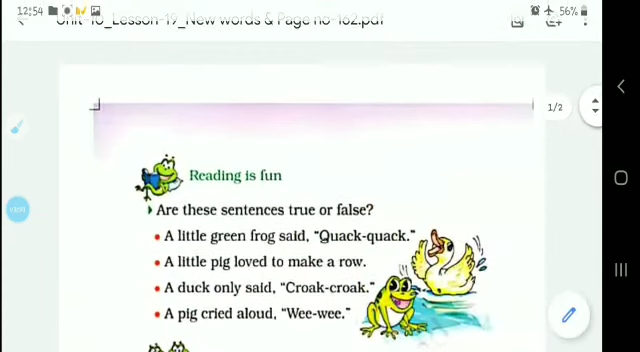 12:54
56%
Unit-10_Lesson-19_New words & Page no-162.pdf
1/2
Reading is fun
Are these sentences true or false?
• A little green frog said, “Quack-quack.”
• A little pig loved to make a row.
• A duck only said, “Croak-croak.”
• A pig cried aloud, “Wee-wee.”